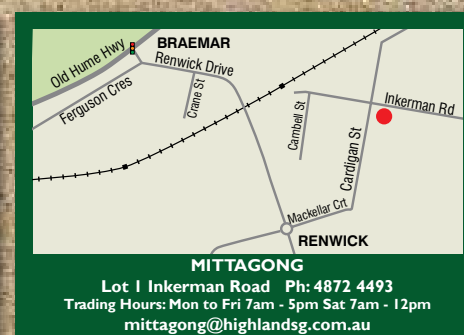 Old Hume Hwy
BRAEMAR
Renwick Drive
Ferguson Cres
Crane St
Cambell St
Inkerman Rd
Cardigan St
Mackellar Crt
RENWICK
MITTAGONG
Lot 1 Inkerman Road Ph: 4872 4493
Trading Hours: Mon to Fri 7am - 5pm Sat 7am - 12pm
mittagong@highlandsg.com.au